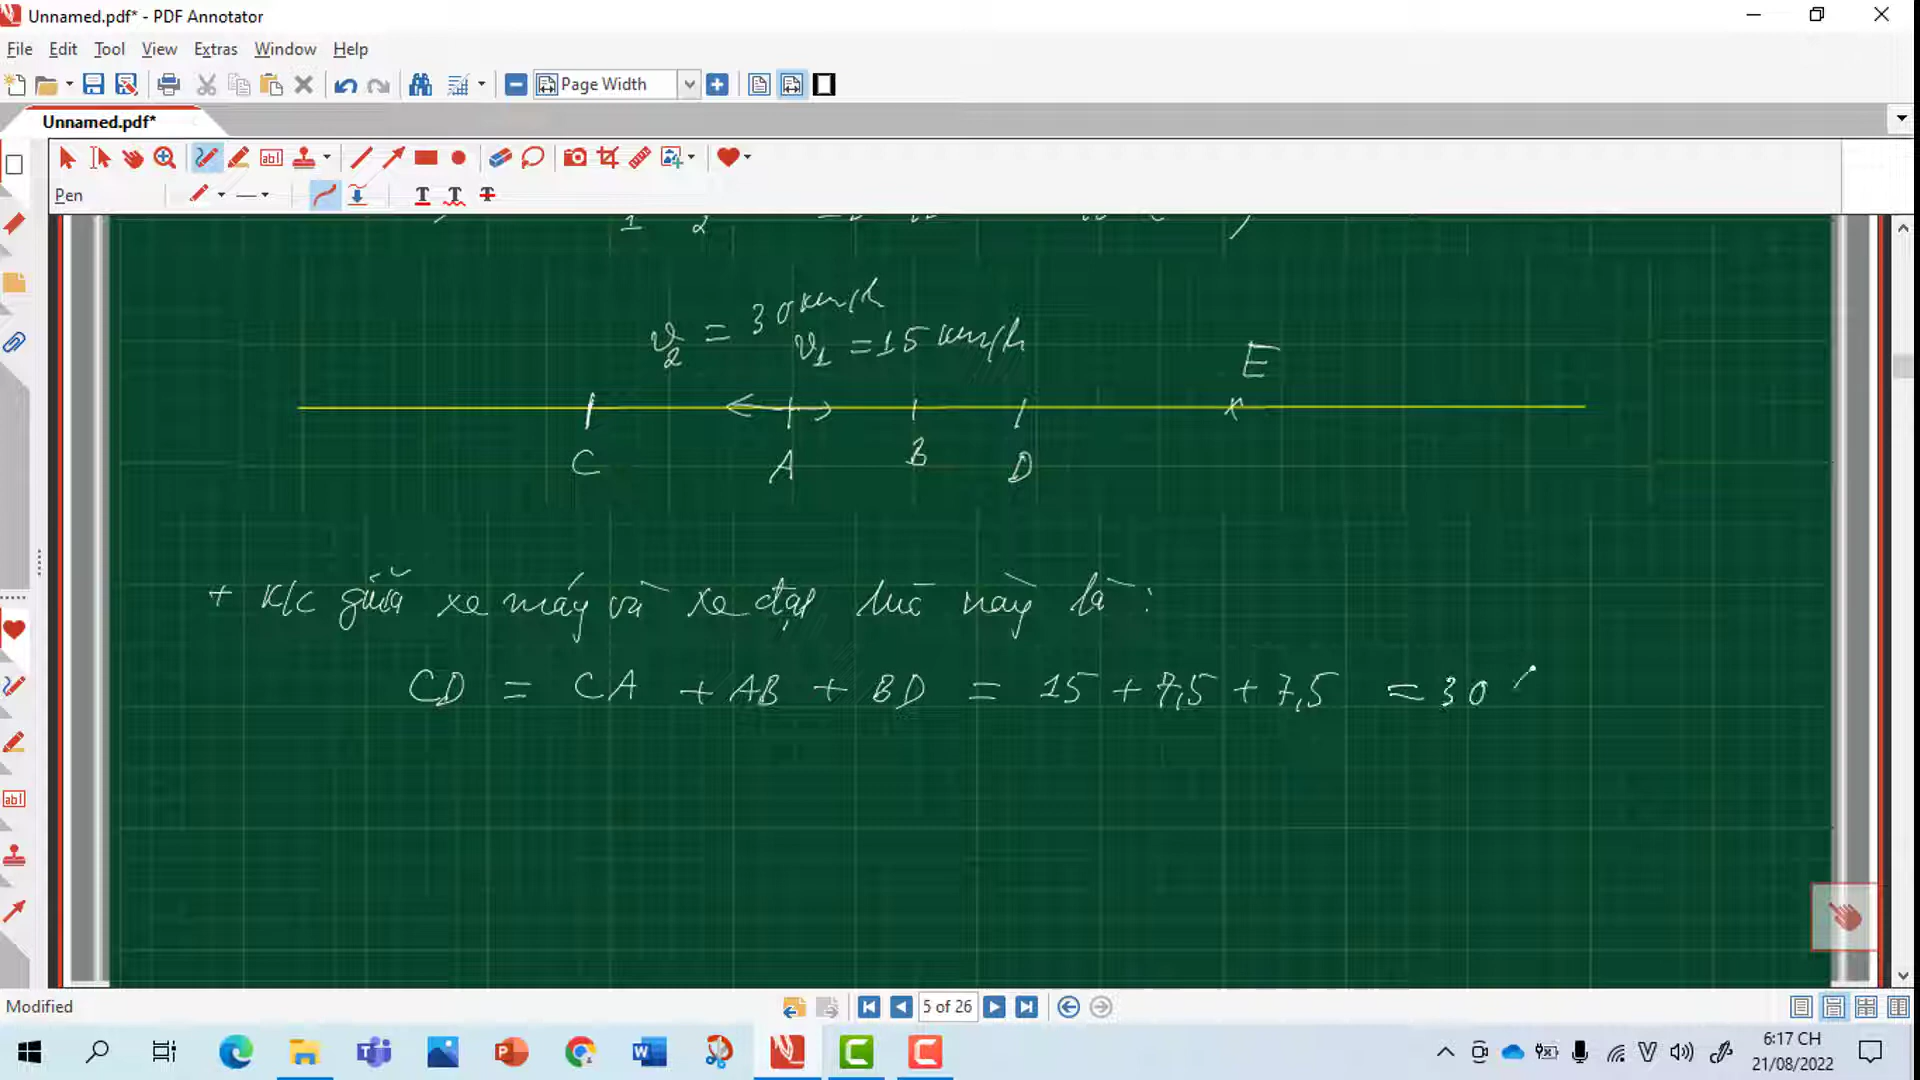 Unnamed.pdf* - PDF Annotator
File Edit Tool View Extras Window Help
Page Width
Unnamed.pdf*
Pen
1 2
v2 = 30 km/h
v1 = 15 km/h
E
C A B D
+ K/c giữa xe máy và xe đạp lúc này là :
CD = CA + AB + BD = 15 + 7,5 + 7,5 = 30
Modified
5 of 26
6:17 CH
21/08/2022